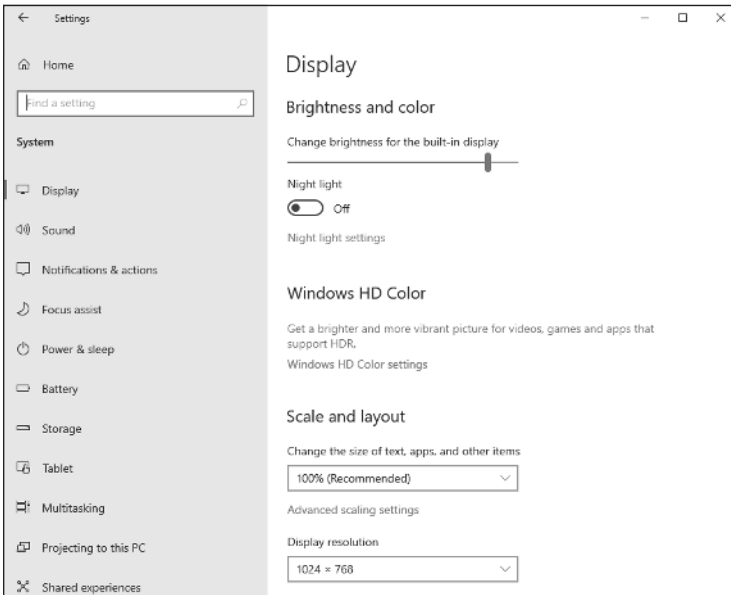 Settings
Home
Find a setting
System
Display
Sound
Notifications & actions
Focus assist
Power & sleep
Battery
Storage
Tablet
Multitasking
Projecting to this PC
Shared experiences
Display
Brightness and color
Change brightness for the built-in display
Night light
Off
Night light settings
Windows HD Color
Get a brighter and more vibrant picture for videos, games and apps that
support HDR.
Windows HD Color settings
Scale and layout
Change the size of text, apps, and other items
100% (Recommended)
Advanced scaling settings
Display resolution
1024 × 768